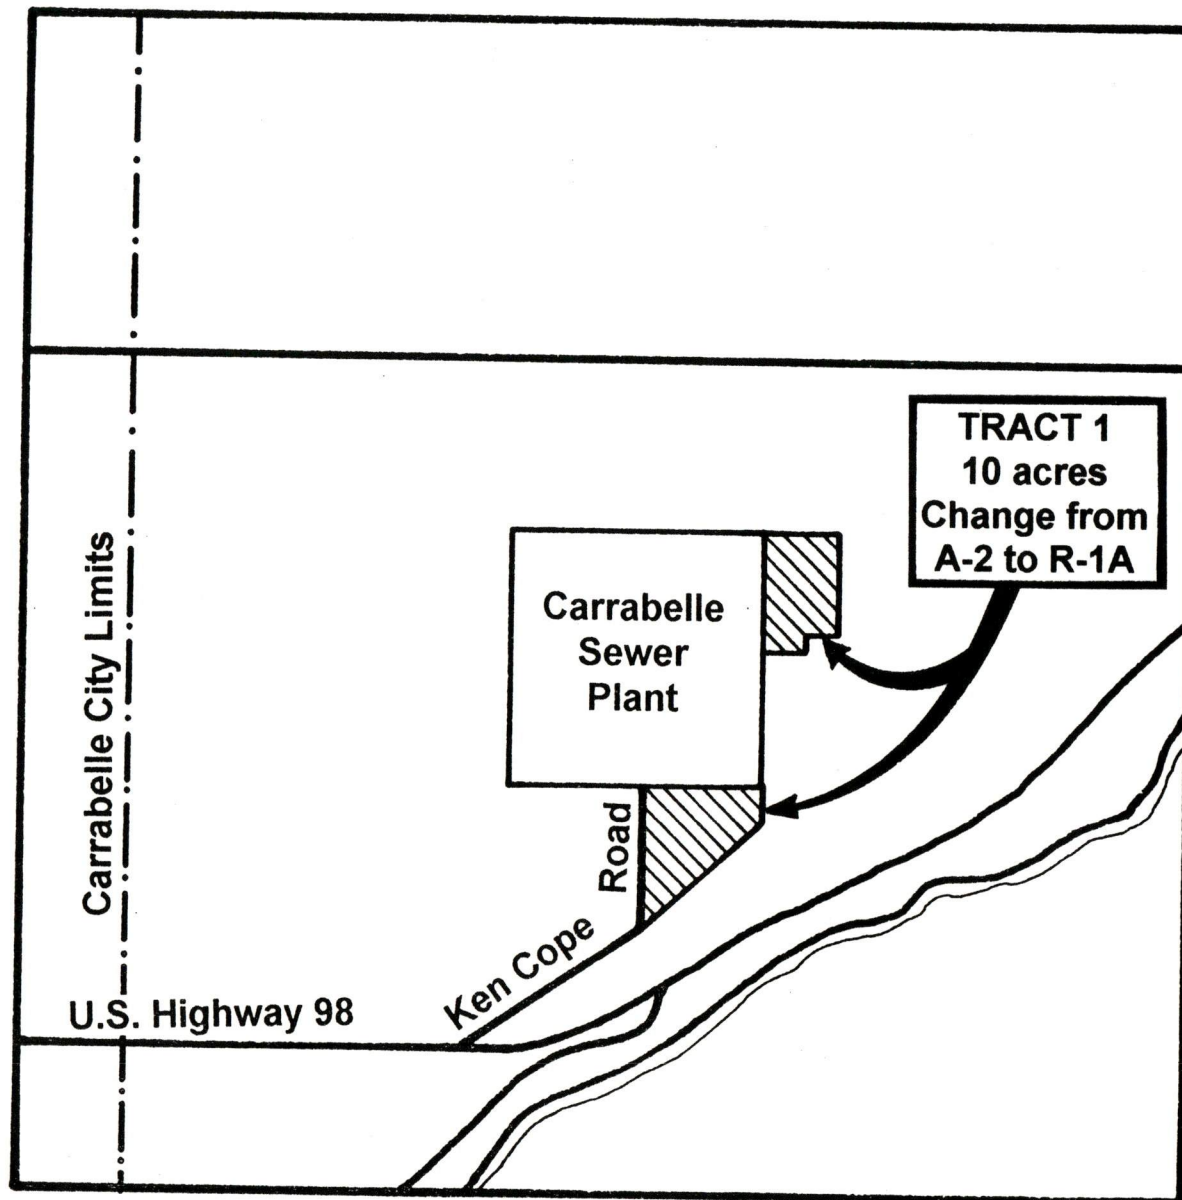 TRACT 1
10 acres
Change from
A-2 to R-1A
Carrabelle City Limits
Carrabelle
Sewer
Plant
Ken Cope Road
U.S. Highway 98